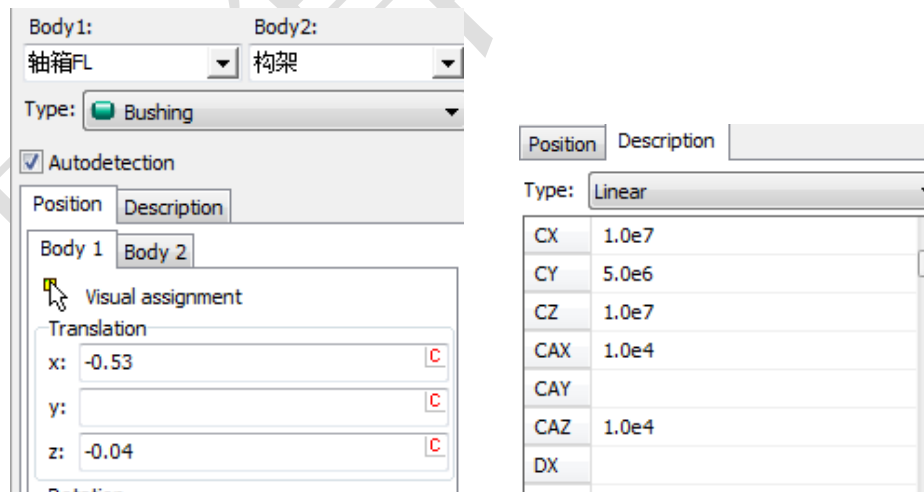 Body1: Body2:
轴箱FL 构架
Type: Bushing
Autodetection
Position Description
Body 1 Body 2
Visual assignment
Translation
x: -0.53 C
y: C
z: -0.04 C
Position Description
Type: Linear
CX 1.0e7
CY 5.0e6
CZ 1.0e7
CAX 1.0e4
CAY
CAZ 1.0e4
DX